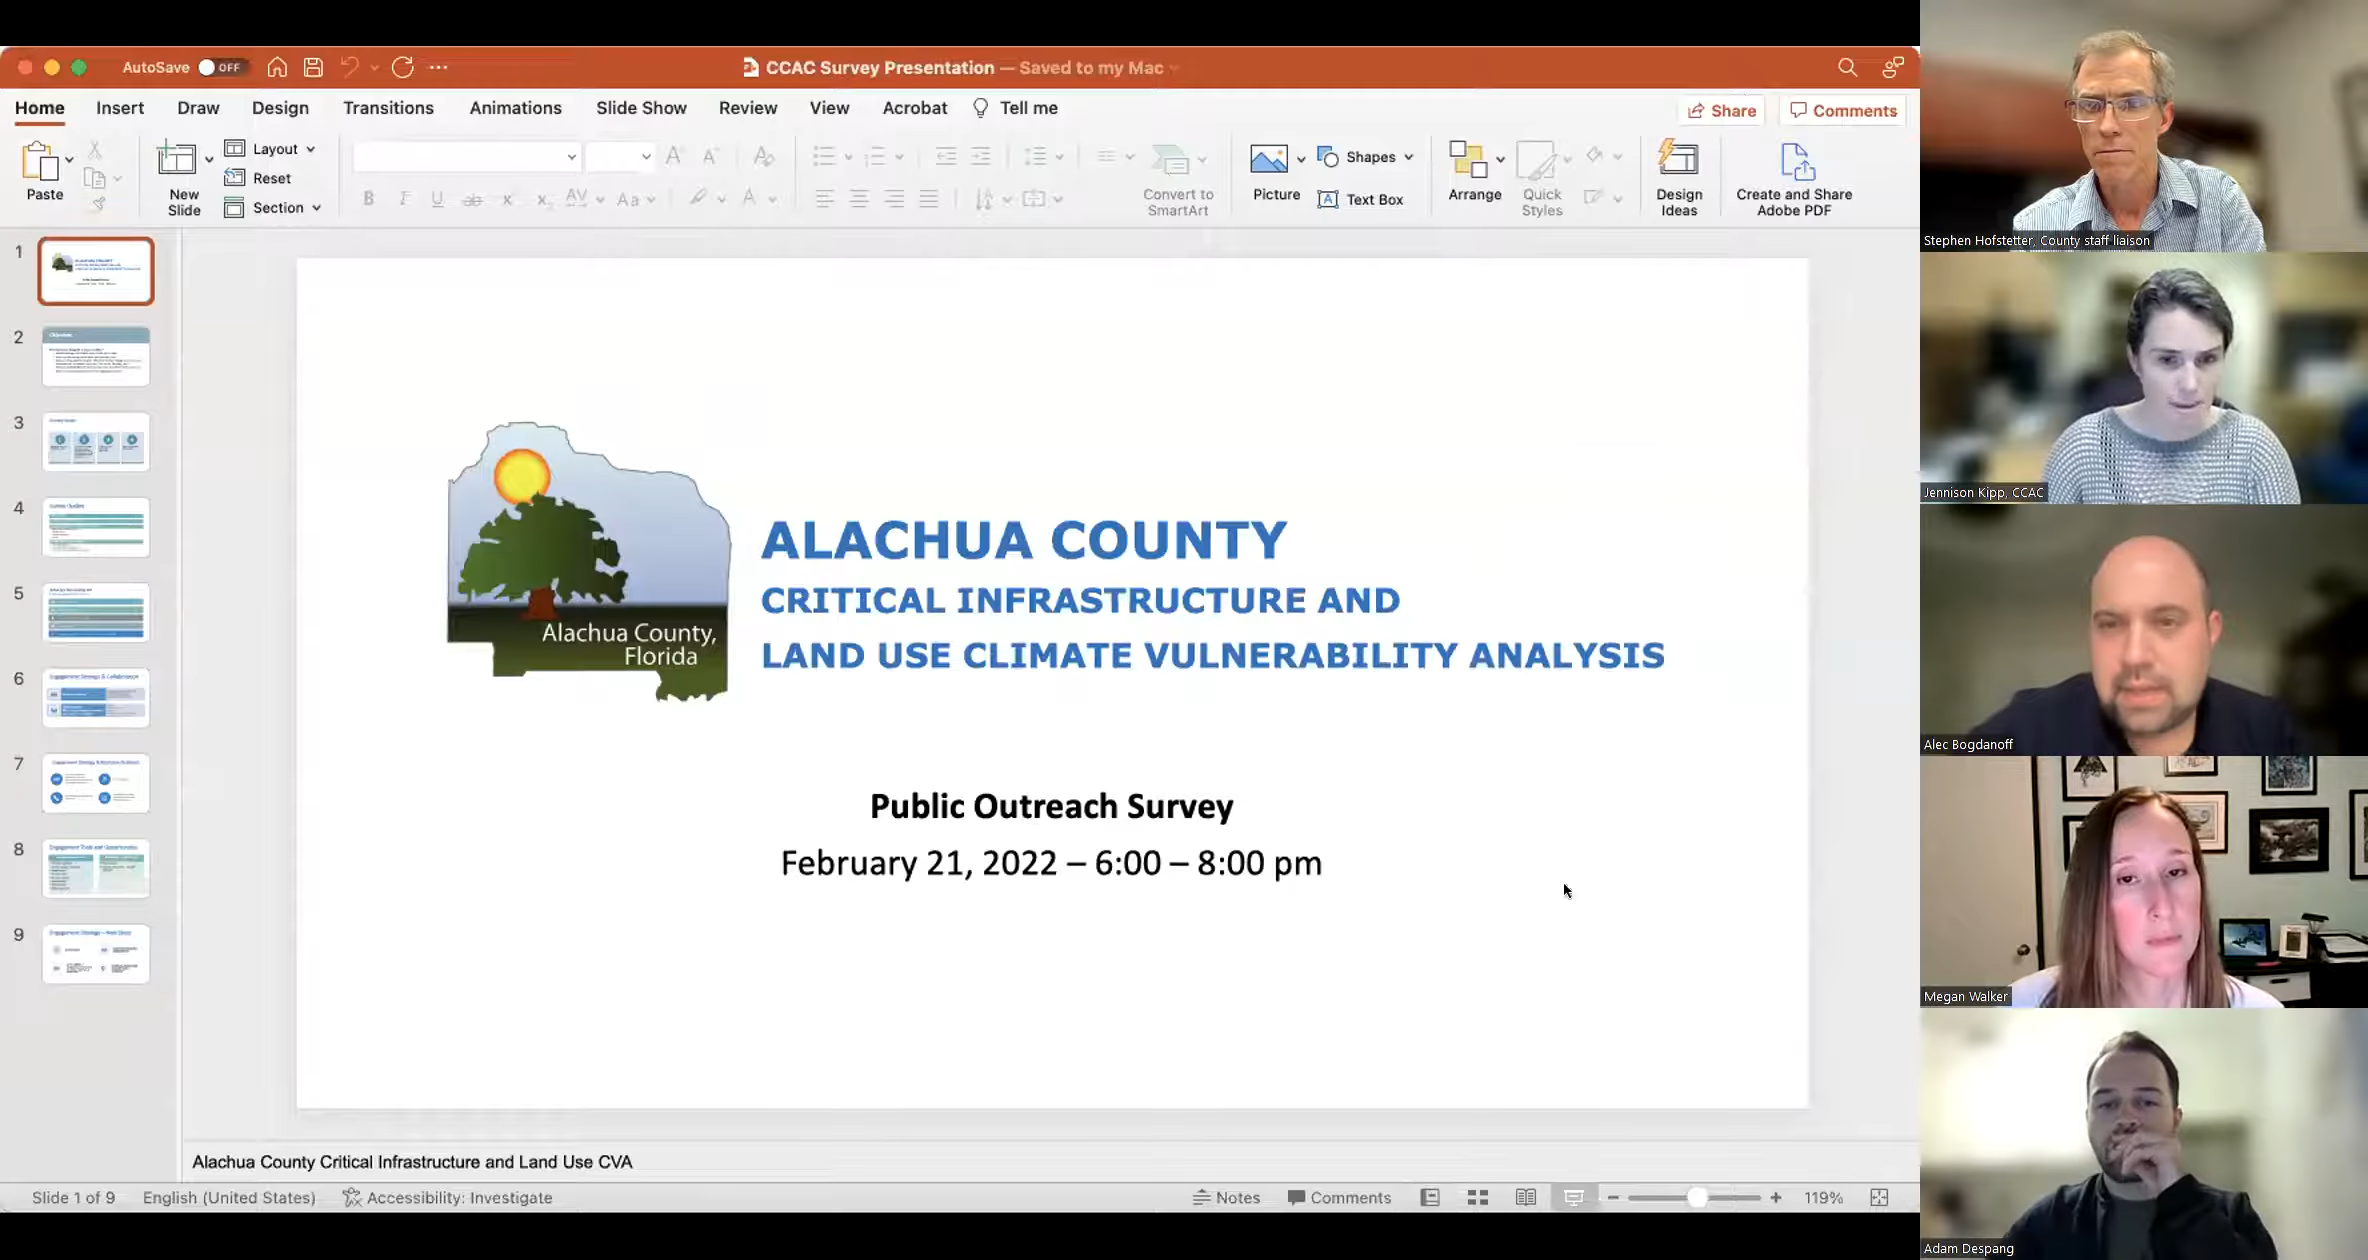 AutoSave OFF
CCAC Survey Presentation — Saved to my Mac
Home Insert Draw Design Transitions Animations Slide Show Review View Acrobat Tell me
Share Comments
Paste
New Slide
Layout
Reset
Section
Convert to SmartArt
Picture
Shapes
Text Box
Arrange
Quick Styles
Design Ideas
Create and Share Adobe PDF
1
2
3
4
5
6
7
8
9
Alachua County,
Florida
ALACHUA COUNTY
CRITICAL INFRASTRUCTURE AND
LAND USE CLIMATE VULNERABILITY ANALYSIS
Public Outreach Survey
February 21, 2022 – 6:00 – 8:00 pm
Alachua County Critical Infrastructure and Land Use CVA
Slide 1 of 9 English (United States) Accessibility: Investigate Notes Comments 119%
Stephen Hofstetter, County staff liaison
Jennison Kipp, CCAC
Alec Bogdanoff
Megan Walker
Adam Despang